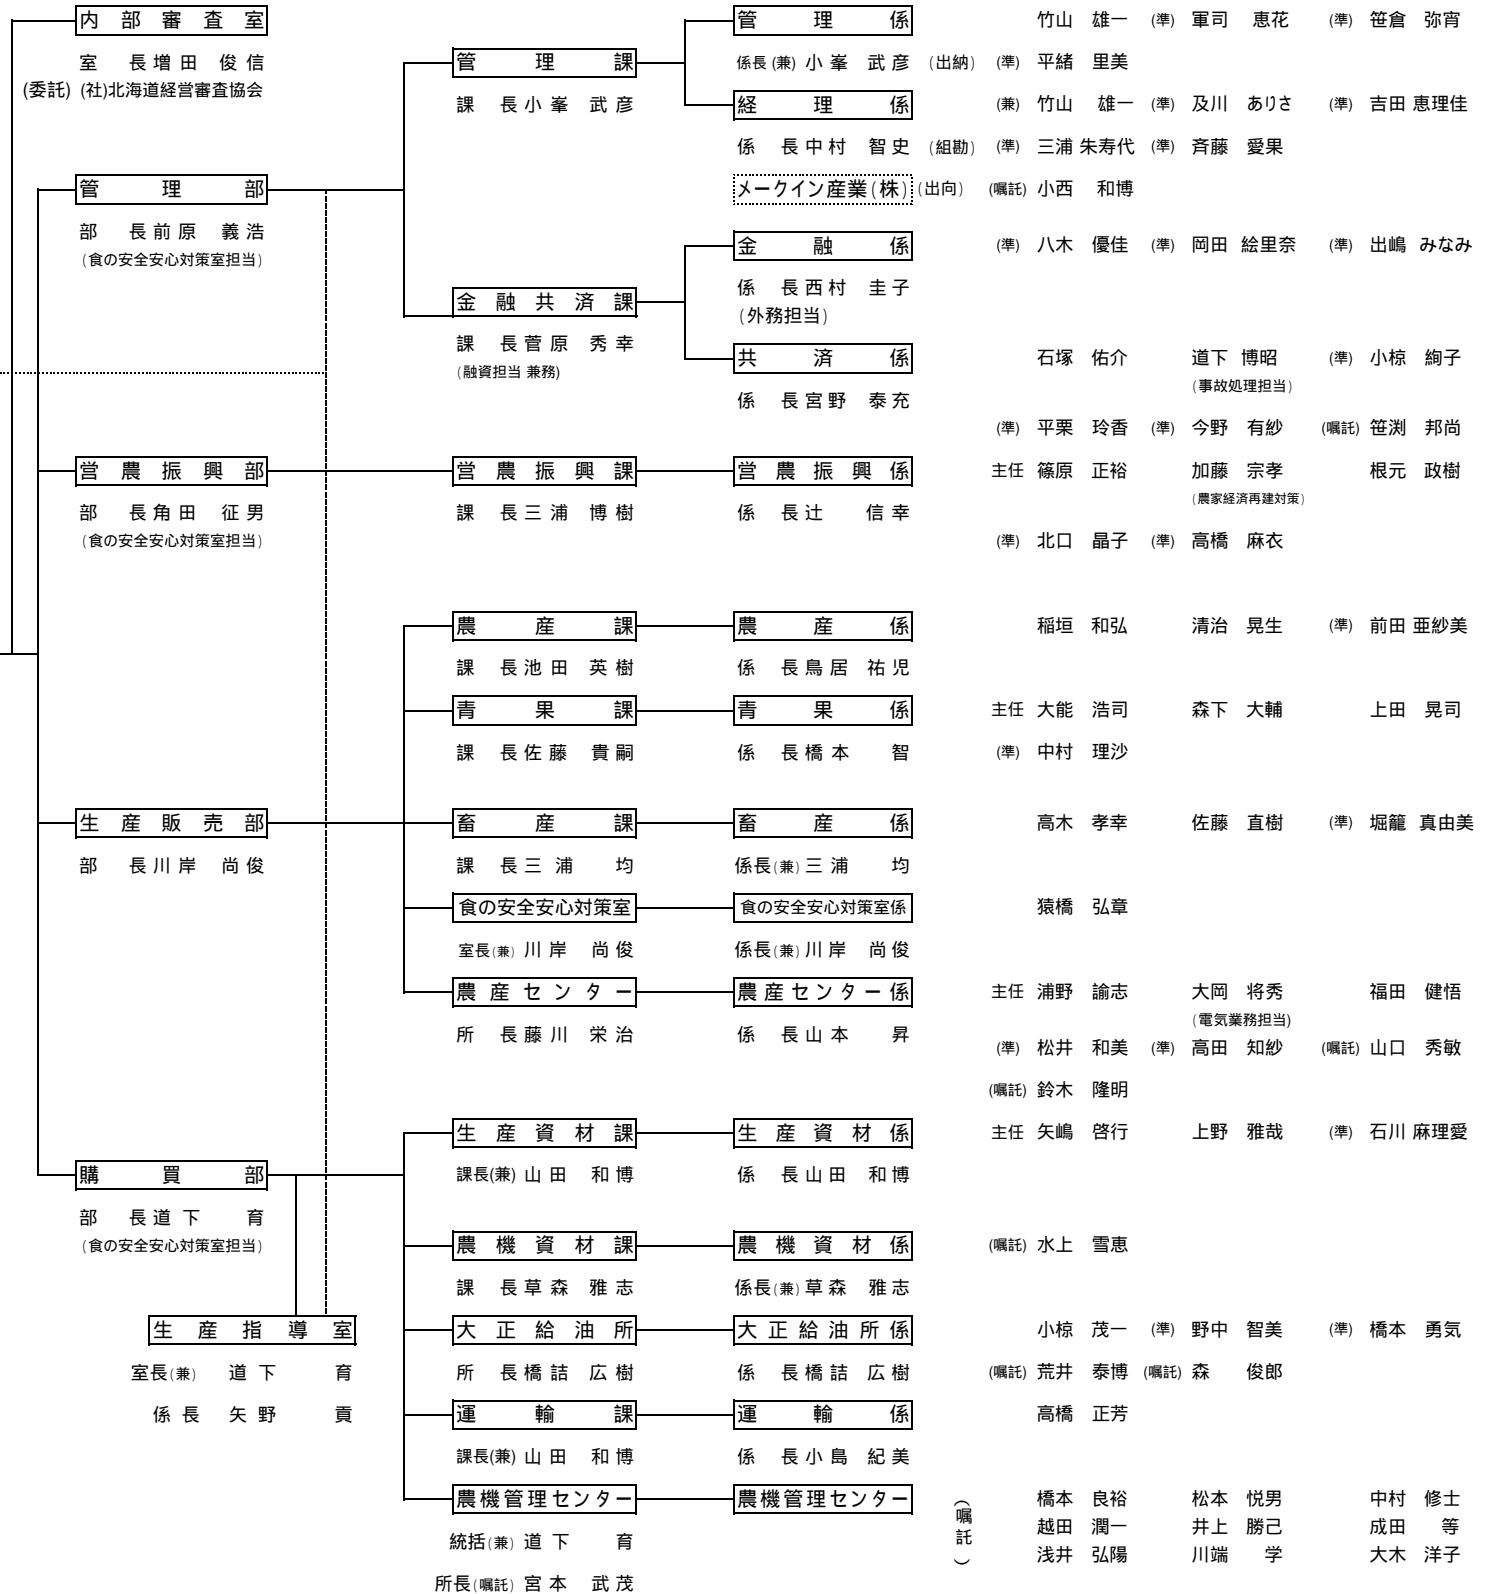 内部審査室 管理係 竹山 雄一 (準) 軍司 恵花 (準) 笹倉 弥宵
室 長 増田 俊信 管理課 係長(兼) 小峯 武彦 (出納) (準) 平緒 里美
(委託) (社)北海道経営審査協会
課 長 小峯 武彦 経理係 (兼) 竹山 雄一 (準) 及川 ありさ (準) 吉田 恵理佳
係 長 中村 智史 (組勘) (準) 三浦 朱寿代 (準) 斉藤 愛果
管理部 メークイン産業(株) (出向) (嘱託) 小西 和博
部 長 前原 義浩
(食の安全安心対策室担当)
金融係 (準) 八木 優佳 (準) 岡田 絵里奈 (準) 出嶋 みなみ
金融共済課 係 長 西村 圭子
(外務担当)
課 長 菅原 秀幸
(融資担当 兼務)
共済係 石塚 佑介 道下 博昭 (準) 小椋 絢子
(事故処理担当)
係 長 宮野 泰充
(準) 平栗 玲香 (準) 今野 有紗 (嘱託) 笹渕 邦尚
営農振興部 営農振興課 営農振興係 主任 篠原 正裕 加藤 宗孝 根元 政樹
(農家経済再建対策)
部 長 角田 征男 課 長 三浦 博樹 係 長 辻 信幸
(食の安全安心対策室担当) (準) 北口 晶子 (準) 高橋 麻衣
農産課 農産係 稲垣 和弘 清治 晃生 (準) 前田 亜紗美
課 長 池田 英樹 係 長 鳥居 祐児
青果課 青果係 主任 大能 浩司 森下 大輔 上田 晃司
課 長 佐藤 貴嗣 係 長 橋本 智 (準) 中村 理沙
生産販売部 畜産課 畜産係 高木 孝幸 佐藤 直樹 (準) 堀籠 真由美
部 長 川岸 尚俊 課 長 三浦 均 係長(兼) 三浦 均
食の安全安心対策室 食の安全安心対策室係 猿橋 弘章
室長(兼) 川岸 尚俊 係長(兼) 川岸 尚俊
農産センター 農産センター係 主任 浦野 諭志 大岡 将秀 福田 健悟
(電気業務担当)
所 長 藤川 栄治 係 長 山本 昇 (準) 松井 和美 (準) 高田 知紗 (嘱託) 山口 秀敏
(嘱託) 鈴木 隆明
生産資材課 生産資材係 主任 矢嶋 啓行 上野 雅哉 (準) 石川 麻理愛
購買部 課長(兼) 山田 和博 係 長 山田 和博
部 長 道下 育
(食の安全安心対策室担当) 農機資材課 農機資材係 (嘱託) 水上 雪恵
課 長 草森 雅志 係長(兼) 草森 雅志
生産指導室 大正給油所 大正給油所係 小椋 茂一 (準) 野中 智美 (準) 橋本 勇気
室長(兼) 道下 育 所 長 橋詰 広樹 係 長 橋詰 広樹 (嘱託) 荒井 泰博 (嘱託) 森 俊郎
係 長 矢野 貢 運輸課 運輸係 高橋 正芳
課長(兼) 山田 和博 係 長 小島 紀美
農機管理センター 農機管理センター (嘱託) 橋本 良裕 松本 悦男 中村 修士
越田 潤一 井上 勝己 成田 等
統括(兼) 道下 育 浅井 弘陽 川端 学 大木 洋子
所長(嘱託) 宮本 武茂